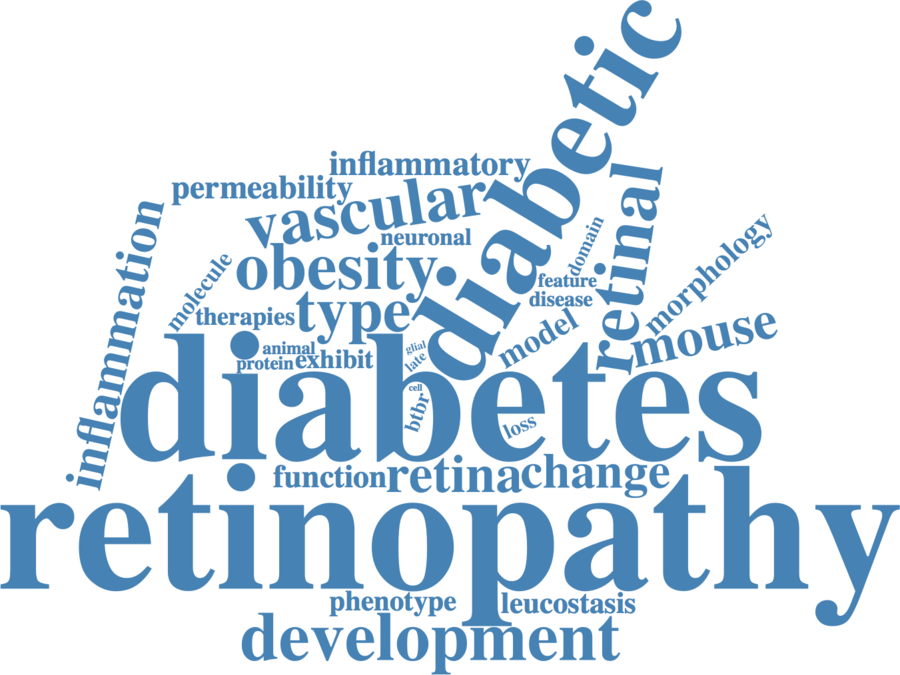 diabetic
inflammatory
permeability
vascular
retinal
inflammation
neuronal
domain
morphology
obesity
molecule
feature
disease
type
therapies
model
mouse
glial
late
animal
protein
exhibit
diabetes
cell
btbr
loss
function
retina
change
retinopathy
phenotype
leucostasis
development